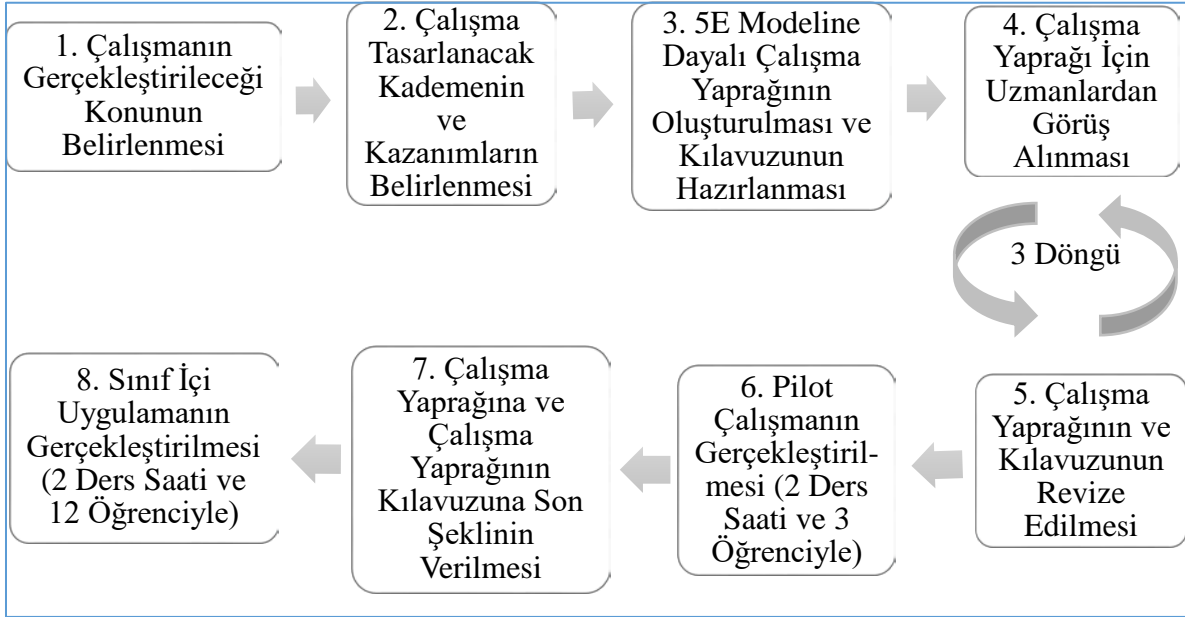 1. Çalışmanın
Gerçekleştirileceği
Konunun
Belirlenmesi
2. Çalışma
Tasarlanacak
Kademenin
ve
Kazanımların
Belirlenmesi
3. 5E Modeline
Dayalı Çalışma
Yaprağının
Oluşturulması ve
Kılavuzunun
Hazırlanması
4. Çalışma
Yaprağı İçin
Uzmanlardan
Görüş
Alınması
3 Döngü
5. Çalışma
Yaprağının ve
Kılavuzunun
Revize
Edilmesi
6. Pilot
Çalışmanın
Gerçekleştiril-
mesi (2 Ders
Saati ve 3
Öğrenciyle)
7. Çalışma
Yaprağına ve
Çalışma
Yaprağının
Kılavuzuna Son
Şeklinin
Verilmesi
8. Sınıf İçi
Uygulamanın
Gerçekleştirilmesi
(2 Ders Saati ve
12 Öğrenciyle)